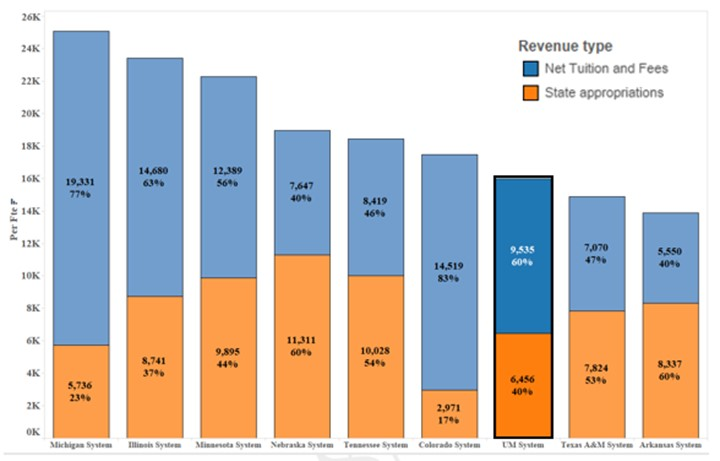 26K
24K
22K
20K
18K
16K
14K
12K
10K
8K
6K
4K
2K
0K
Per Fte
Revenue type
Net Tuition and Fees
State appropriations
19,331
77%
5,736
23%
14,680
63%
8,741
37%
12,389
56%
9,895
44%
7,647
40%
11,311
60%
8,419
46%
10,028
54%
14,519
83%
2,971
17%
9,535
60%
6,456
40%
7,070
47%
7,824
53%
5,550
40%
8,337
60%
Michigan System
Illinois System
Minnesota System
Nebraska System
Tennessee System
Colorado System
UM System
Texas A&M System
Arkansas System